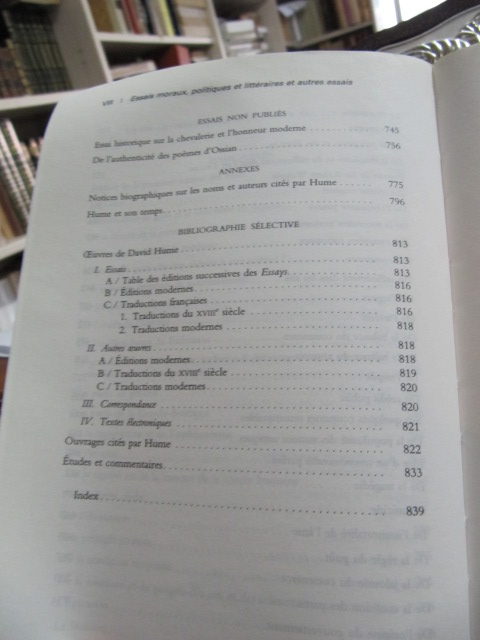 VIII | Essais moraux, politiques et littéraires et autres essais
ESSAIS NON PUBLIÉS
Essai historique sur la chevalerie et l'honneur moderne 745
De l'authenticité des poèmes d'Ossian 756
ANNEXES
Notices biographiques sur les noms et auteurs cités par Hume 775
Hume et son temps 796
BIBLIOGRAPHIE SÉLECTIVE
Œuvres de David Hume 813
I. Essais 813
A / Table des éditions successives des Essays 813
B / Éditions modernes 816
C / Traductions françaises 816
1. Traductions du XVIIIe siècle 816
2. Traductions modernes 818
II. Autres œuvres 818
A / Éditions modernes 818
B / Traductions du XVIIIe siècle 819
C / Traductions modernes 820
III. Correspondance 820
IV. Textes électroniques 821
Ouvrages cités par Hume 822
Études et commentaires 833
Index 839